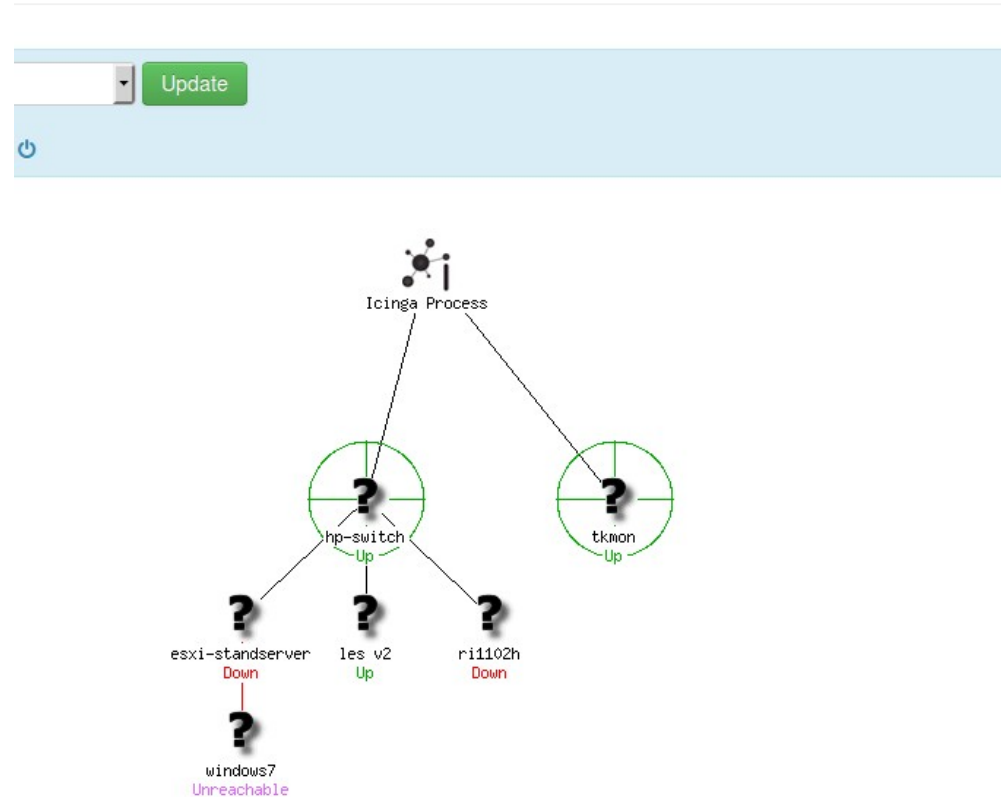 Update
Icinga Process
hp-switch
Up
tkmon
Up
esxi-standserver
Down
les v2
Up
ri1102h
Down
windows7
Unreachable